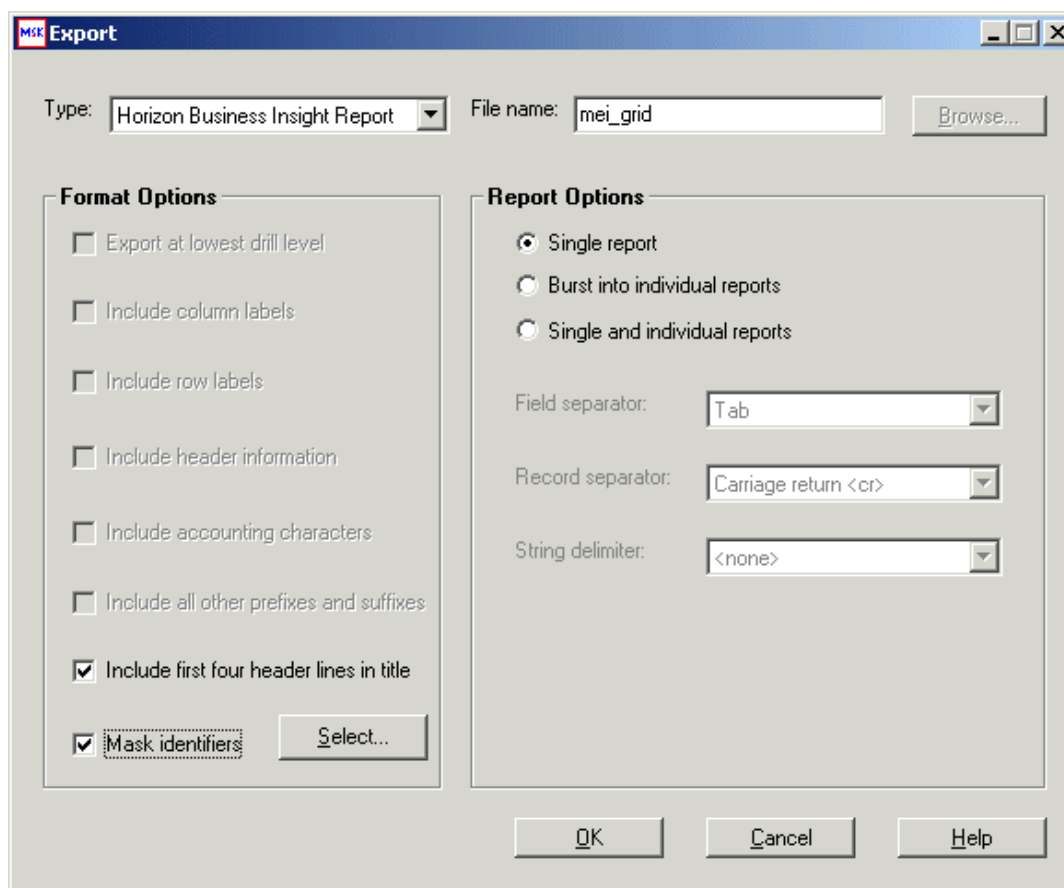 MSK Export
Type: Horizon Business Insight Report File name: mei_grid Browse...
Format Options
Export at lowest drill level
Include column labels
Include row labels
Include header information
Include accounting characters
Include all other prefixes and suffixes
Include first four header lines in title
Mask identifiers Select...
Report Options
Single report
Burst into individual reports
Single and individual reports
Field separator: Tab
Record separator: Carriage return <cr>
String delimiter: <none>
OK Cancel Help